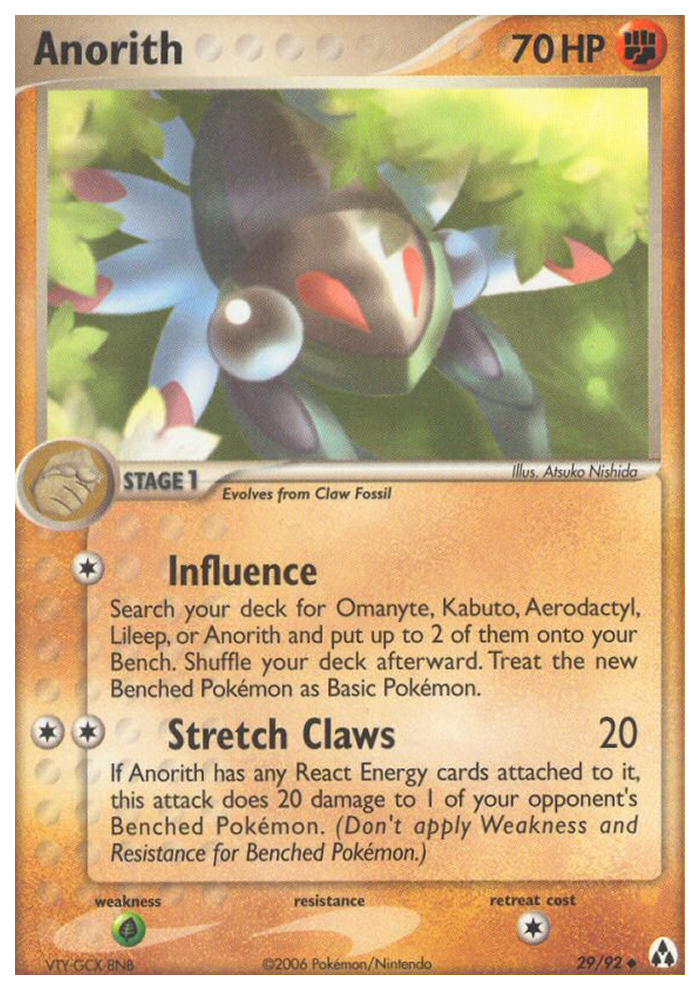 Anorith 70 HP
Illus. Atsuko Nishida
STAGE 1
Evolves from Claw Fossil
Influence
Search your deck for Omanyte, Kabuto, Aerodactyl,
Lileep, or Anorith and put up to 2 of them onto your
Bench. Shuffle your deck afterward. Treat the new
Benched Pokémon as Basic Pokémon.
Stretch Claws 20
If Anorith has any React Energy cards attached to it,
this attack does 20 damage to 1 of your opponent's
Benched Pokémon. (Don't apply Weakness and
Resistance for Benched Pokémon.)
weakness resistance retreat cost
VTY-GCX-8NB ©2006 Pokémon/Nintendo 29/92